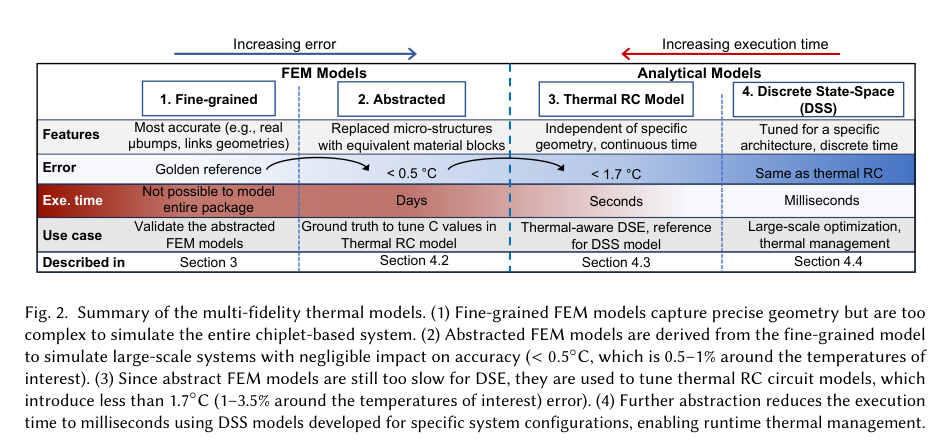 Increasing error
Increasing execution time
FEM Models
Analytical Models
1. Fine-grained
2. Abstracted
3. Thermal RC Model
4. Discrete State-Space
(DSS)
Features
Most accurate (e.g., real
μbumps, links geometries)
Replaced micro-structures
with equivalent material blocks
Independent of specific
geometry, continuous time
Tuned for a specific
architecture, discrete time
Error
Golden reference
< 0.5 °C
< 1.7 °C
Same as thermal RC
Exe. time
Not possible to model
entire package
Days
Seconds
Milliseconds
Use case
Validate the abstracted
FEM models
Ground truth to tune C values in
Thermal RC model
Thermal-aware DSE, reference
for DSS model
Large-scale optimization,
thermal management
Described in
Section 3
Section 4.2
Section 4.3
Section 4.4
Fig. 2. Summary of the multi-fidelity thermal models. (1) Fine-grained FEM models capture precise geometry but are too
complex to simulate the entire chiplet-based system. (2) Abstracted FEM models are derived from the fine-grained model
to simulate large-scale systems with negligible impact on accuracy (< 0.5°C, which is 0.5–1% around the temperatures of
interest). (3) Since abstract FEM models are still too slow for DSE, they are used to tune thermal RC circuit models, which
introduce less than 1.7°C (1–3.5% around the temperatures of interest) error). (4) Further abstraction reduces the execution
time to milliseconds using DSS models developed for specific system configurations, enabling runtime thermal management.